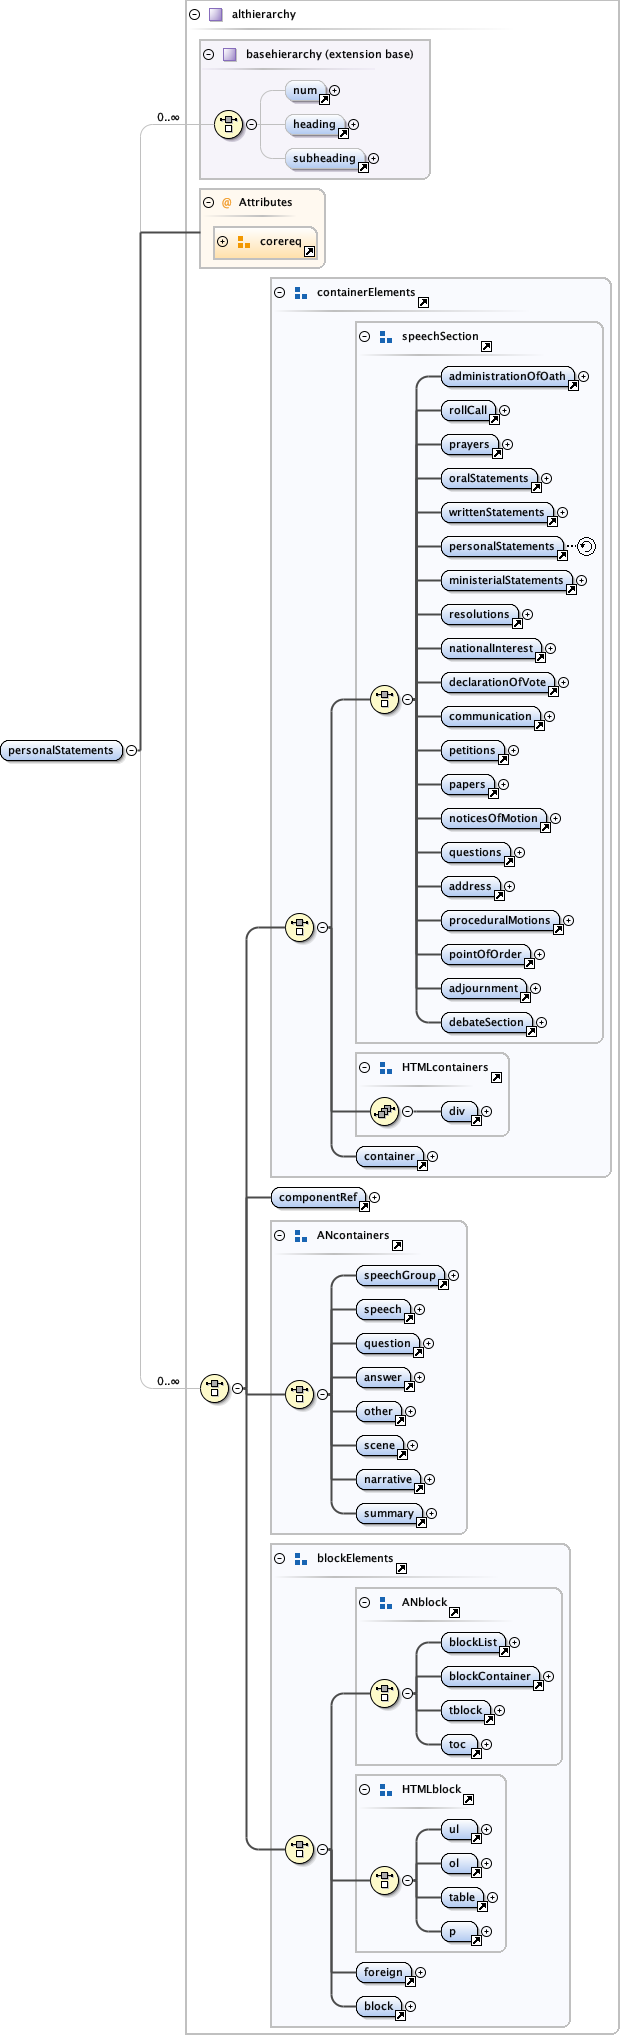 althierarchy
basehierarchy (extension base)
num
0..∞
heading
subheading
@ Attributes
corereq
containerElements
speechSection
administrationOfOath
rollCall
prayers
oralStatements
writtenStatements
personalStatements
ministerialStatements
resolutions
nationalInterest
declarationOfVote
communication
personalStatements
petitions
papers
noticesOfMotion
questions
address
proceduralMotions
pointOfOrder
adjournment
debateSection
HTMLcontainers
div
container
componentRef
ANcontainers
speechGroup
speech
question
answer
0..∞
other
scene
narrative
summary
blockElements
ANblock
blockList
blockContainer
tblock
toc
HTMLblock
ul
ol
table
p
foreign
block